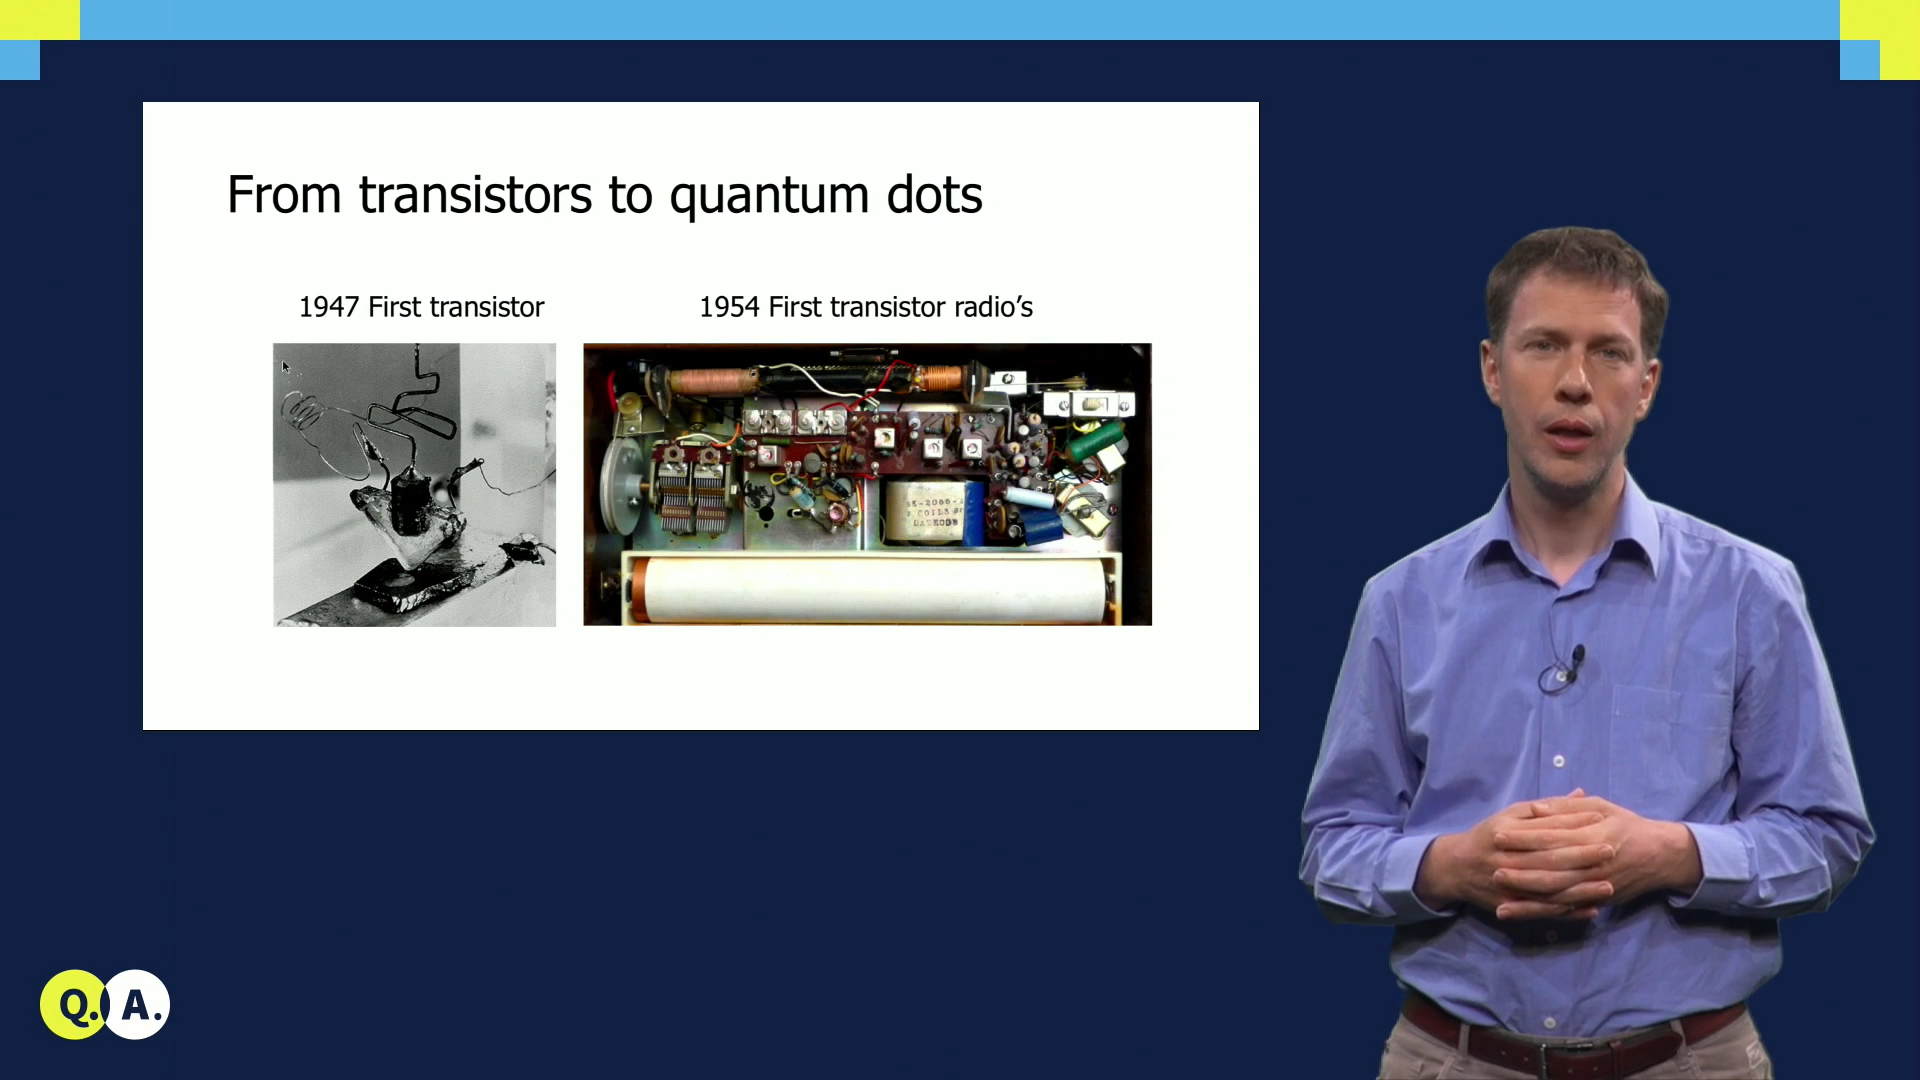 From transistors to quantum dots
1947 First transistor
1954 First transistor radio's
Q. A.